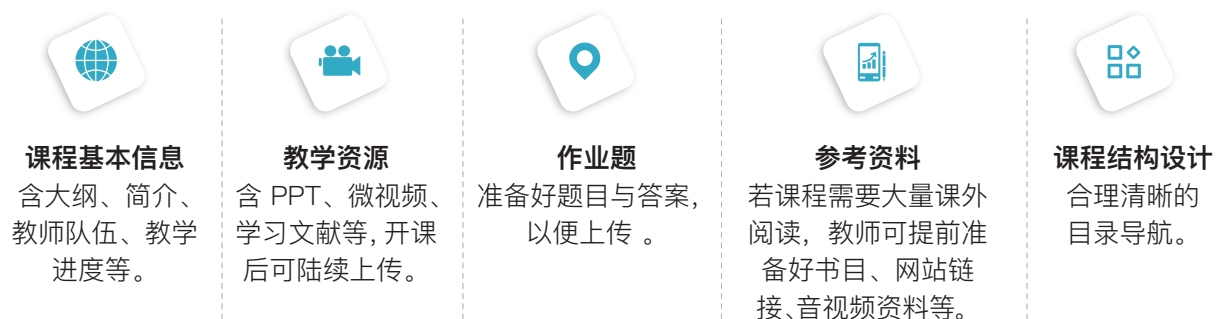 课程基本信息
含大纲、简介、
教师队伍、教学
进度等。
教学资源
含 PPT、微视频、
学习文献等, 开课
后可陆续上传。
作业题
准备好题目与答案,
以便上传 。
参考资料
若课程需要大量课外
阅读, 教师可提前准
备好书目、网站链
接、音视频资料等。
课程结构设计
合理清晰的
目录导航。